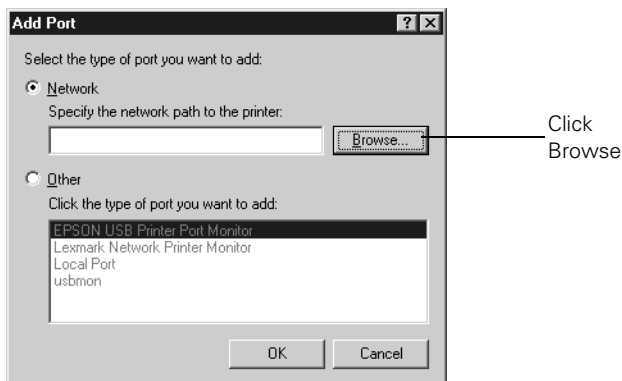 Add Port
Select the type of port you want to add:
Network
Specify the network path to the printer:
Browse...
Click
Browse
Other
Click the type of port you want to add:
EPSON USB Printer Port Monitor
Lexmark Network Printer Monitor
Local Port
usbmon
OK
Cancel